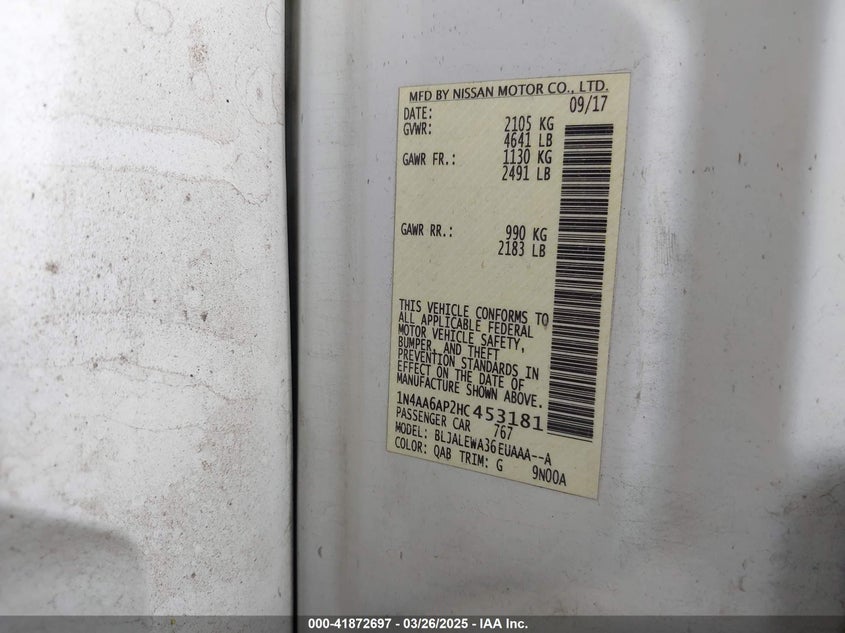 MFD BY NISSAN MOTOR CO., LTD.
DATE: 09/17
GVWR: 2105 KG
4641 LB
GAWR FR.: 1130 KG
2491 LB
GAWR RR.: 990 KG
2183 LB
THIS VEHICLE CONFORMS TO
ALL APPLICABLE FEDERAL
MOTOR VEHICLE SAFETY,
BUMPER, AND THEFT
PREVENTION STANDARDS IN
EFFECT ON THE DATE OF
MANUFACTURE SHOWN ABOVE.
1N4AA6AP2HC453181
PASSENGER CAR 767
MODEL: BLJALEWA36EUAAA--A
COLOR: QAB TRIM: G 9N00A
000-41872697 - 03/26/2025 - IAA Inc.